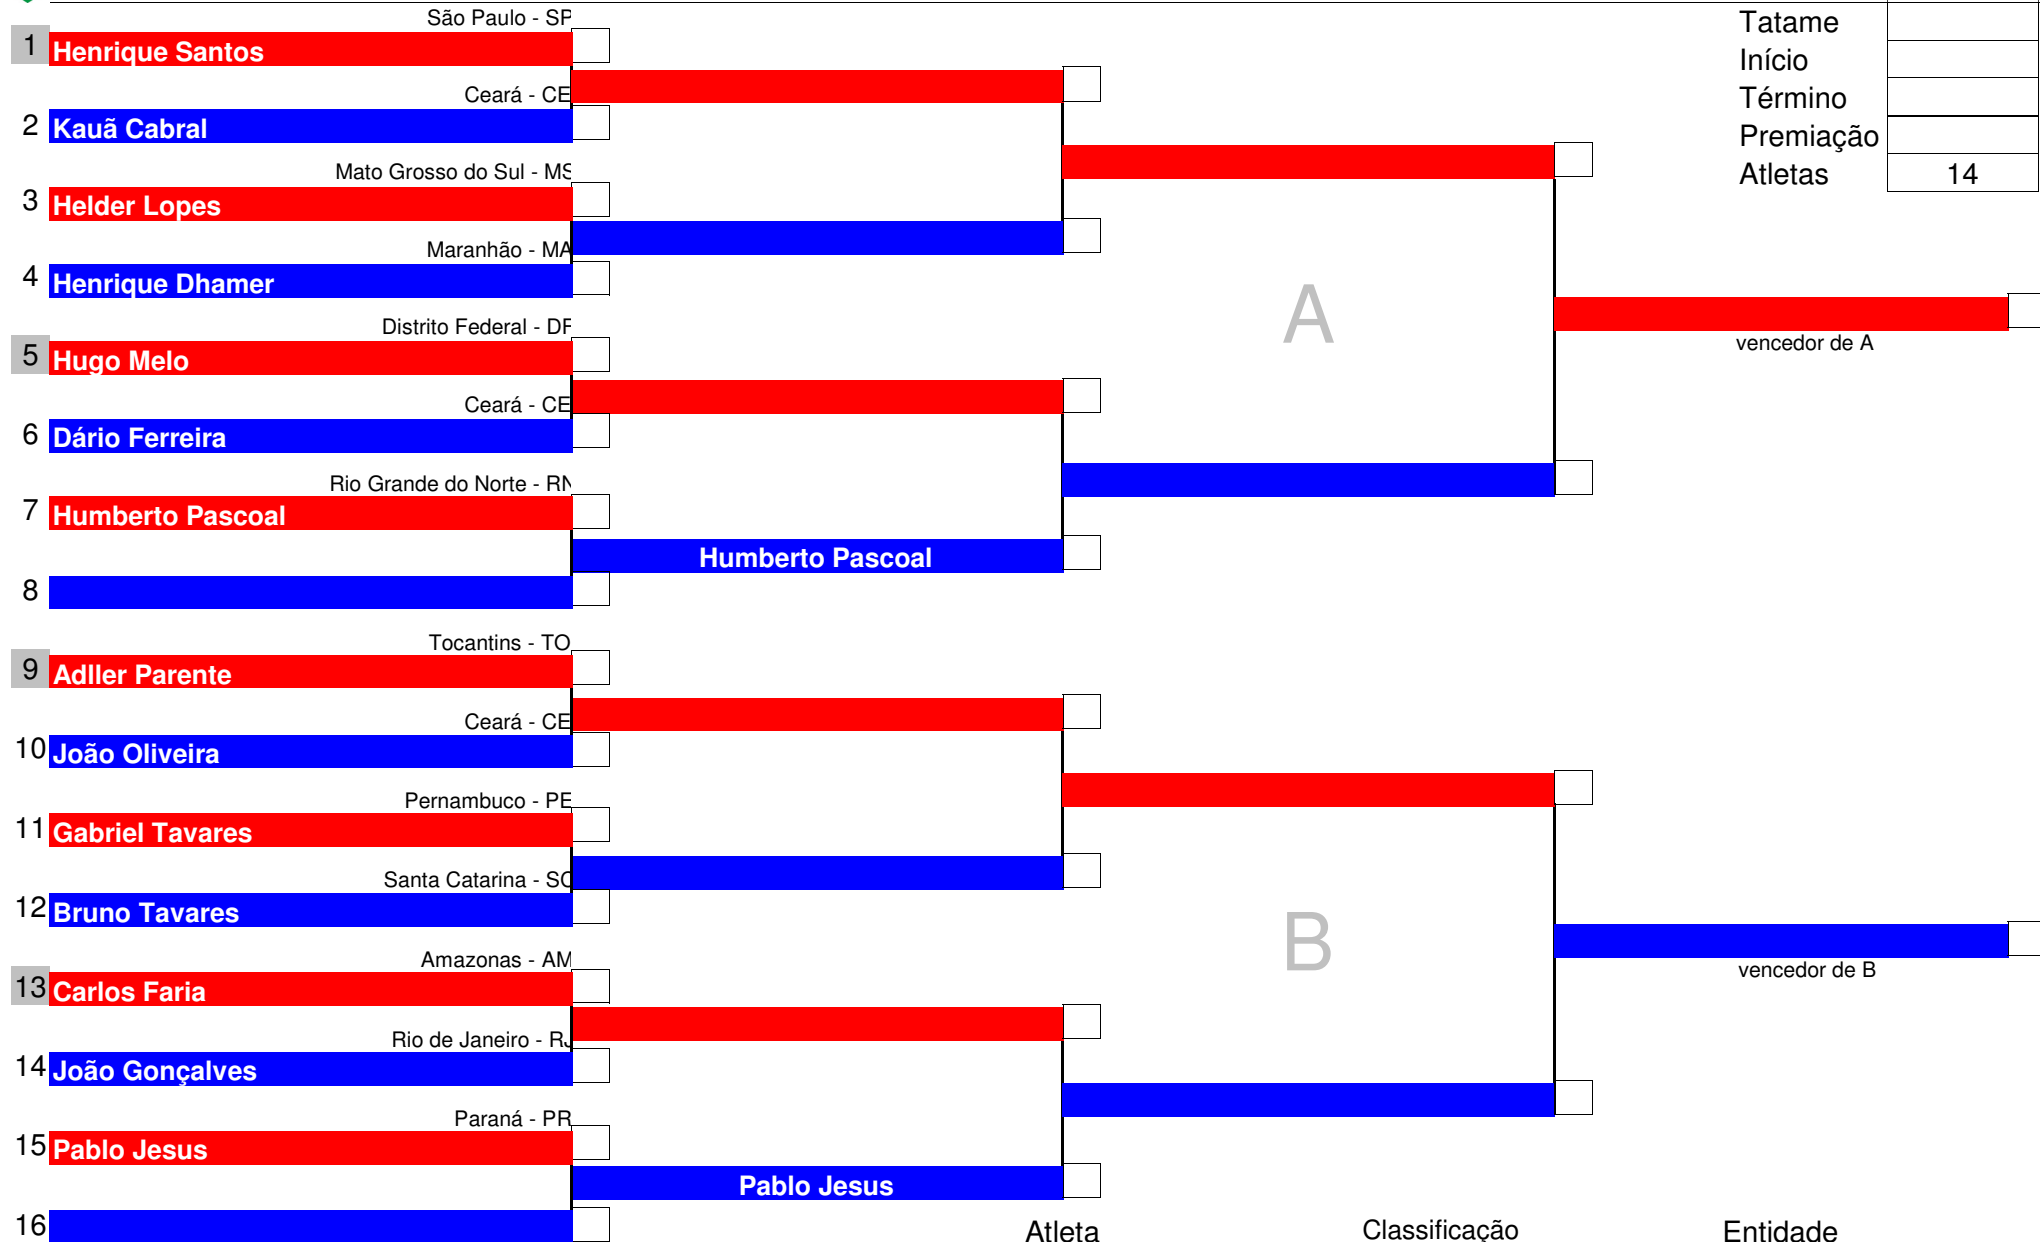 São Paulo - SP
1 Henrique Santos
Ceará - CE
2 Kauã Cabral
Mato Grosso do Sul - MS
3 Helder Lopes
Maranhão - MA
4 Henrique Dhamer
Distrito Federal - DF
5 Hugo Melo
Ceará - CE
6 Dário Ferreira
Rio Grande do Norte - RN
7 Humberto Pascoal
Humberto Pascoal
8
Tocantins - TO
9 Adller Parente
Ceará - CE
10 João Oliveira
Pernambuco - PE
11 Gabriel Tavares
Santa Catarina - SC
12 Bruno Tavares
Amazonas - AM
13 Carlos Faria
Rio de Janeiro - RJ
14 João Gonçalves
Paraná - PR
15 Pablo Jesus
Pablo Jesus
16
A
vencedor de A
B
vencedor de B
Tatame
Início
Término
Premiação
Atletas 14
Atleta Classificação Entidade